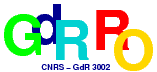 GdR RO
CNRS – GdR 3002